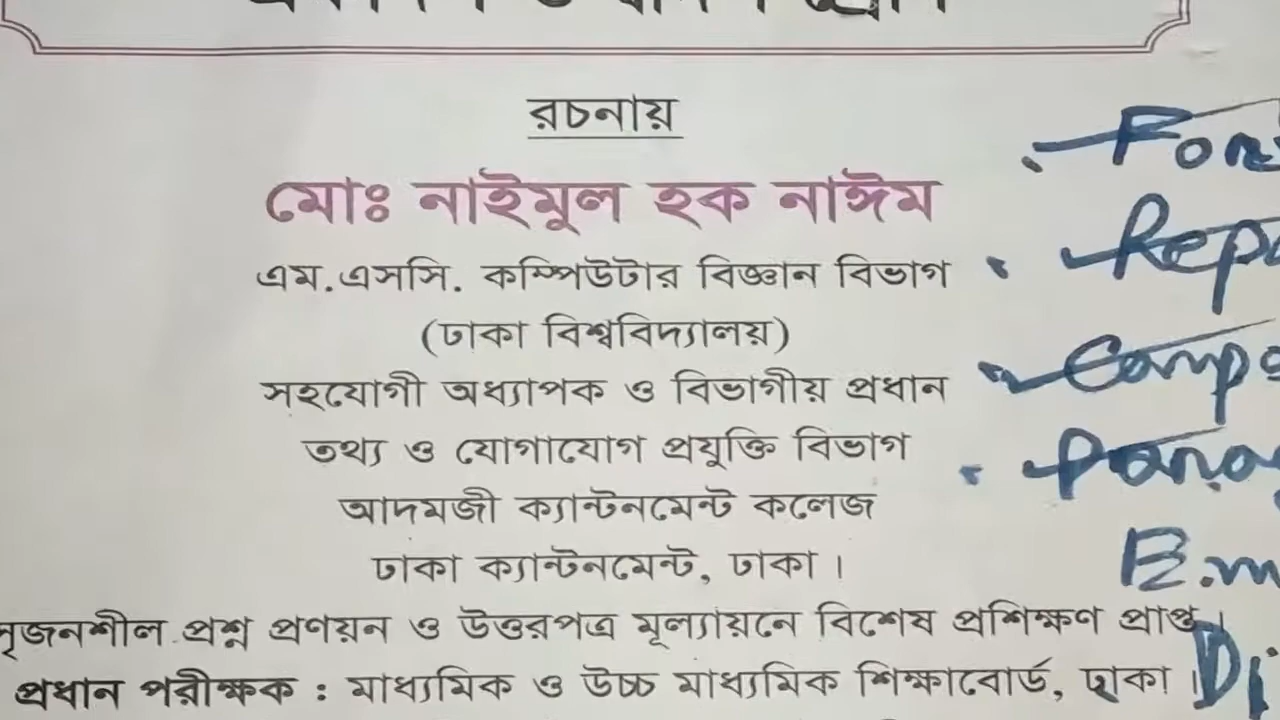 রচনায়
মোঃ নাইমুল হক নাঈম
এম.এসসি. কম্পিউটার বিজ্ঞান বিভাগ
(ঢাকা বিশ্ববিদ্যালয়)
সহযোগী অধ্যাপক ও বিভাগীয় প্রধান
তথ্য ও যোগাযোগ প্রযুক্তি বিভাগ
আদমজী ক্যান্টনমেন্ট কলেজ
ঢাকা ক্যান্টনমেন্ট, ঢাকা।
সৃজনশীল প্রশ্ন প্রণয়ন ও উত্তরপত্র মূল্যায়নে বিশেষ প্রশিক্ষণ প্রাপ্ত।
প্রধান পরীক্ষক : মাধ্যমিক ও উচ্চ মাধ্যমিক শিক্ষাবোর্ড, ঢাকা।